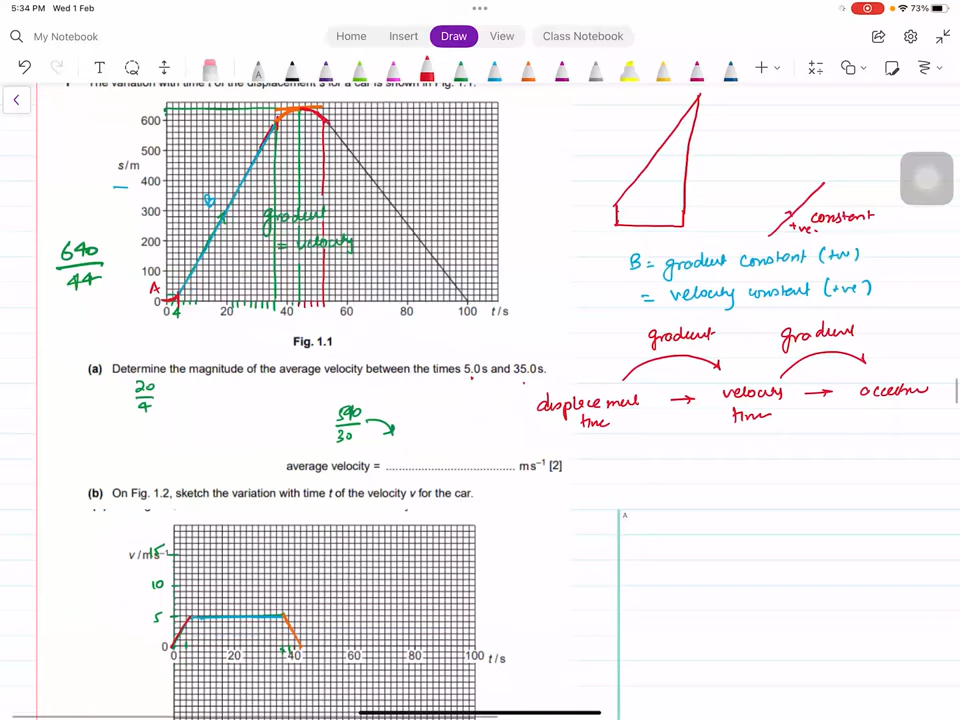 5:34 PM Wed 1 Feb
73%
My Notebook
Home Insert Draw View Class Notebook
The variation with time t of the displacement s for a car is shown in Fig. 1.1.
600
500
s/m
400
300
200
100
0
0 20 40 60 80 100 t/s
4
A
B
gradient
= velocity
640
44
Fig. 1.1
constant
+ve.
B = gradient constant (+ve)
= velocity constant (+ve)
gradient gradient
displacement → velocity →
time time
(a) Determine the magnitude of the average velocity between the times 5.0s and 35.0s.
20
4
590
30
average velocity = ........................................ ms⁻¹ [2]
(b) On Fig. 1.2, sketch the variation with time t of the velocity v for the car.
A
v/ms⁻¹
15
10
5
0
0 20 40 60 80 100 t/s